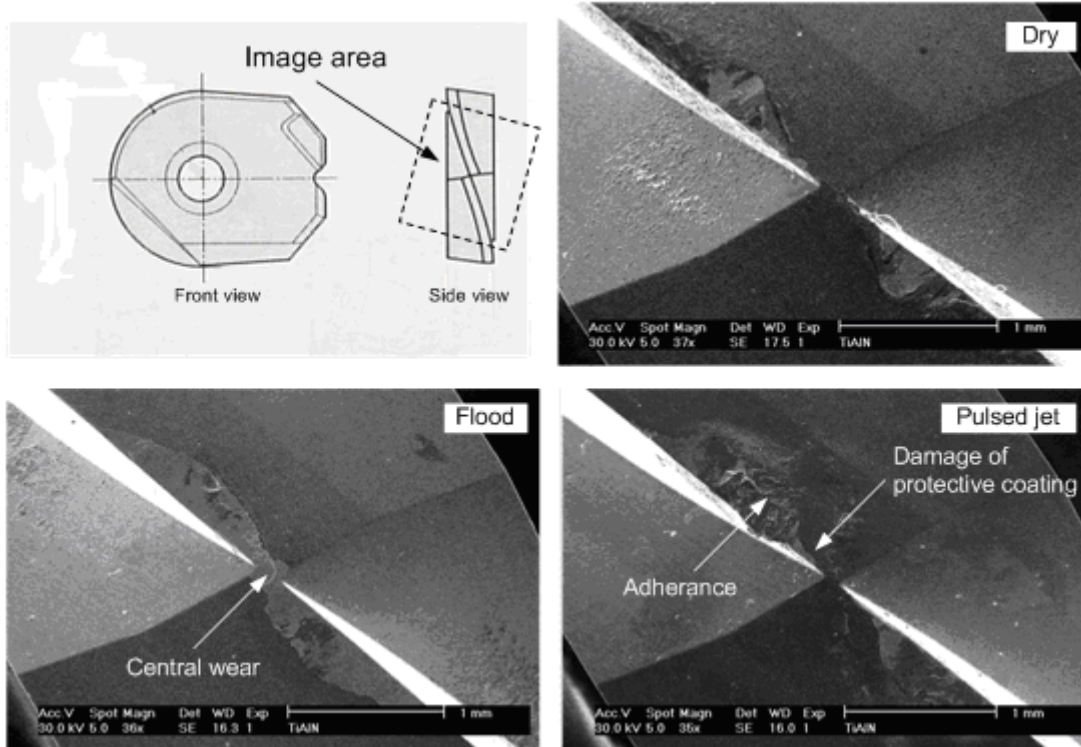 Image area
Front view
Side view
Dry
Acc.V Spot Magn Det WD Exp
30.0 kV 5.0 37x SE 17.5 1 TiAlN
1 mm
Flood
Central wear
Acc.V Spot Magn Det WD Exp
30.0 kV 5.0 36x SE 16.3 1 TiAlN
1 mm
Pulsed jet
Damage of
protective coating
Adherance
Acc.V Spot Magn Det WD Exp
30.0 kV 5.0 35x SE 16.0 1 TiAlN
1 mm